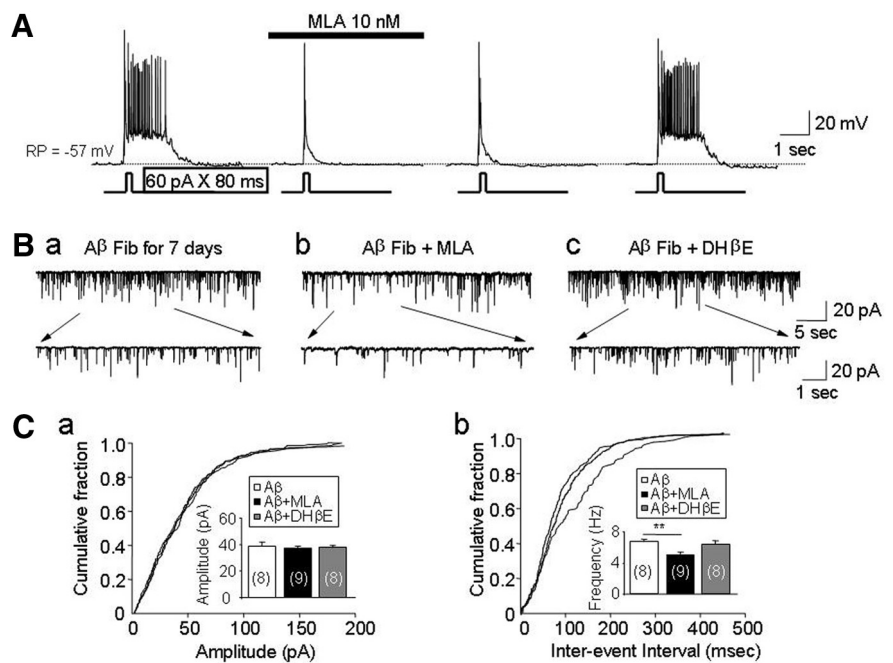 A
MLA 10 nM
RP = -57 mV
20 mV
1 sec
60 pA X 80 ms
B a
Aβ Fib for 7 days
b
Aβ Fib + MLA
c
Aβ Fib + DHβE
20 pA
5 sec
20 pA
1 sec
C a
Cumulative fraction
1.0
0.8
0.6
0.4
0.2
0
0 50 100 150 200
Amplitude (pA)
Aβ
Aβ+MLA
Aβ+DHβE
Amplitude (pA)
60
40
20
0
(8) (9) (8)
b
Cumulative fraction
1.0
0.8
0.6
0.4
0.2
0
0 100 200 300 400 500
Inter-event Interval (msec)
Aβ
Aβ+MLA
Aβ+DHβE
Frequency (Hz)
8
4
0
**
(8) (9) (8)